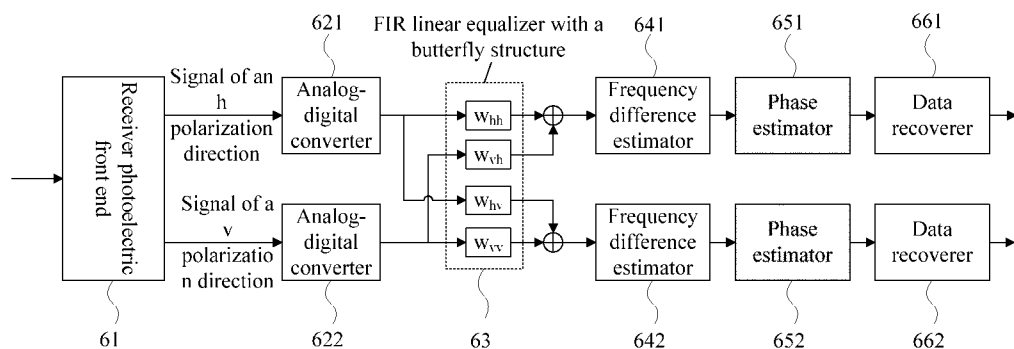 621
FIR linear equalizer with a
butterfly structure
641
651
661
Receiver photoelectric
front end
Signal of an
h
polarization
direction
Analog-
digital
converter
Whh
Wvh
Whv
Wvv
Frequency
difference
estimator
Phase
estimator
Data
recoverer
Signal of a
v
polarizatio
n direction
Analog-
digital
converter
Frequency
difference
estimator
Phase
estimator
Data
recoverer
61
622
63
642
652
662